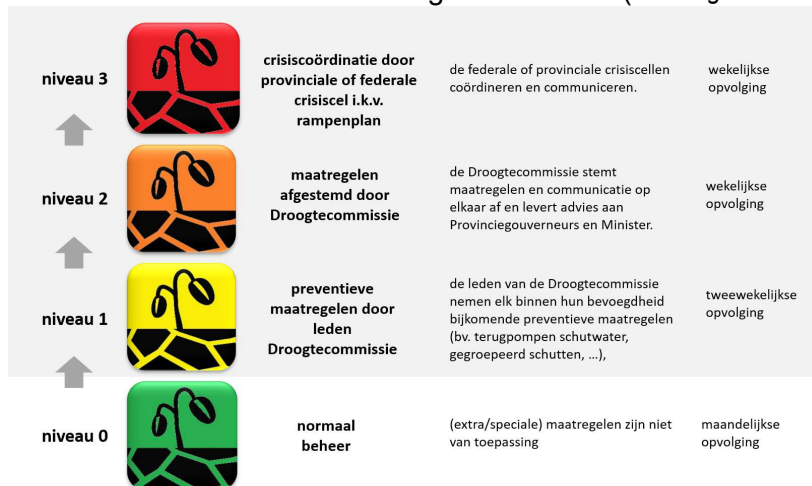 niveau 3
crisiscoördinatie door
provinciale of federale
crisiscel i.k.v.
rampenplan
de federale of provinciale crisiscellen
coördineren en communiceren.
wekelijkse
opvolging
niveau 2
maatregelen
afgestemd door
Droogtecommissie
de Droogtecommissie stemt
maatregelen en communicatie op
elkaar af en levert advies aan
Provinciegouverneurs en Minister.
wekelijkse
opvolging
niveau 1
preventieve
maatregelen door
leden
Droogtecommissie
de leden van de Droogtecommissie
nemen elk binnen hun bevoegdheid
bijkomende preventieve maatregelen
(bv. terugpompen schutwater,
gegroepeerd schutten, ...),
tweewekelijkse
opvolging
niveau 0
normaal
beheer
(extra/speciale) maatregelen zijn niet
van toepassing
maandelijkse
opvolging